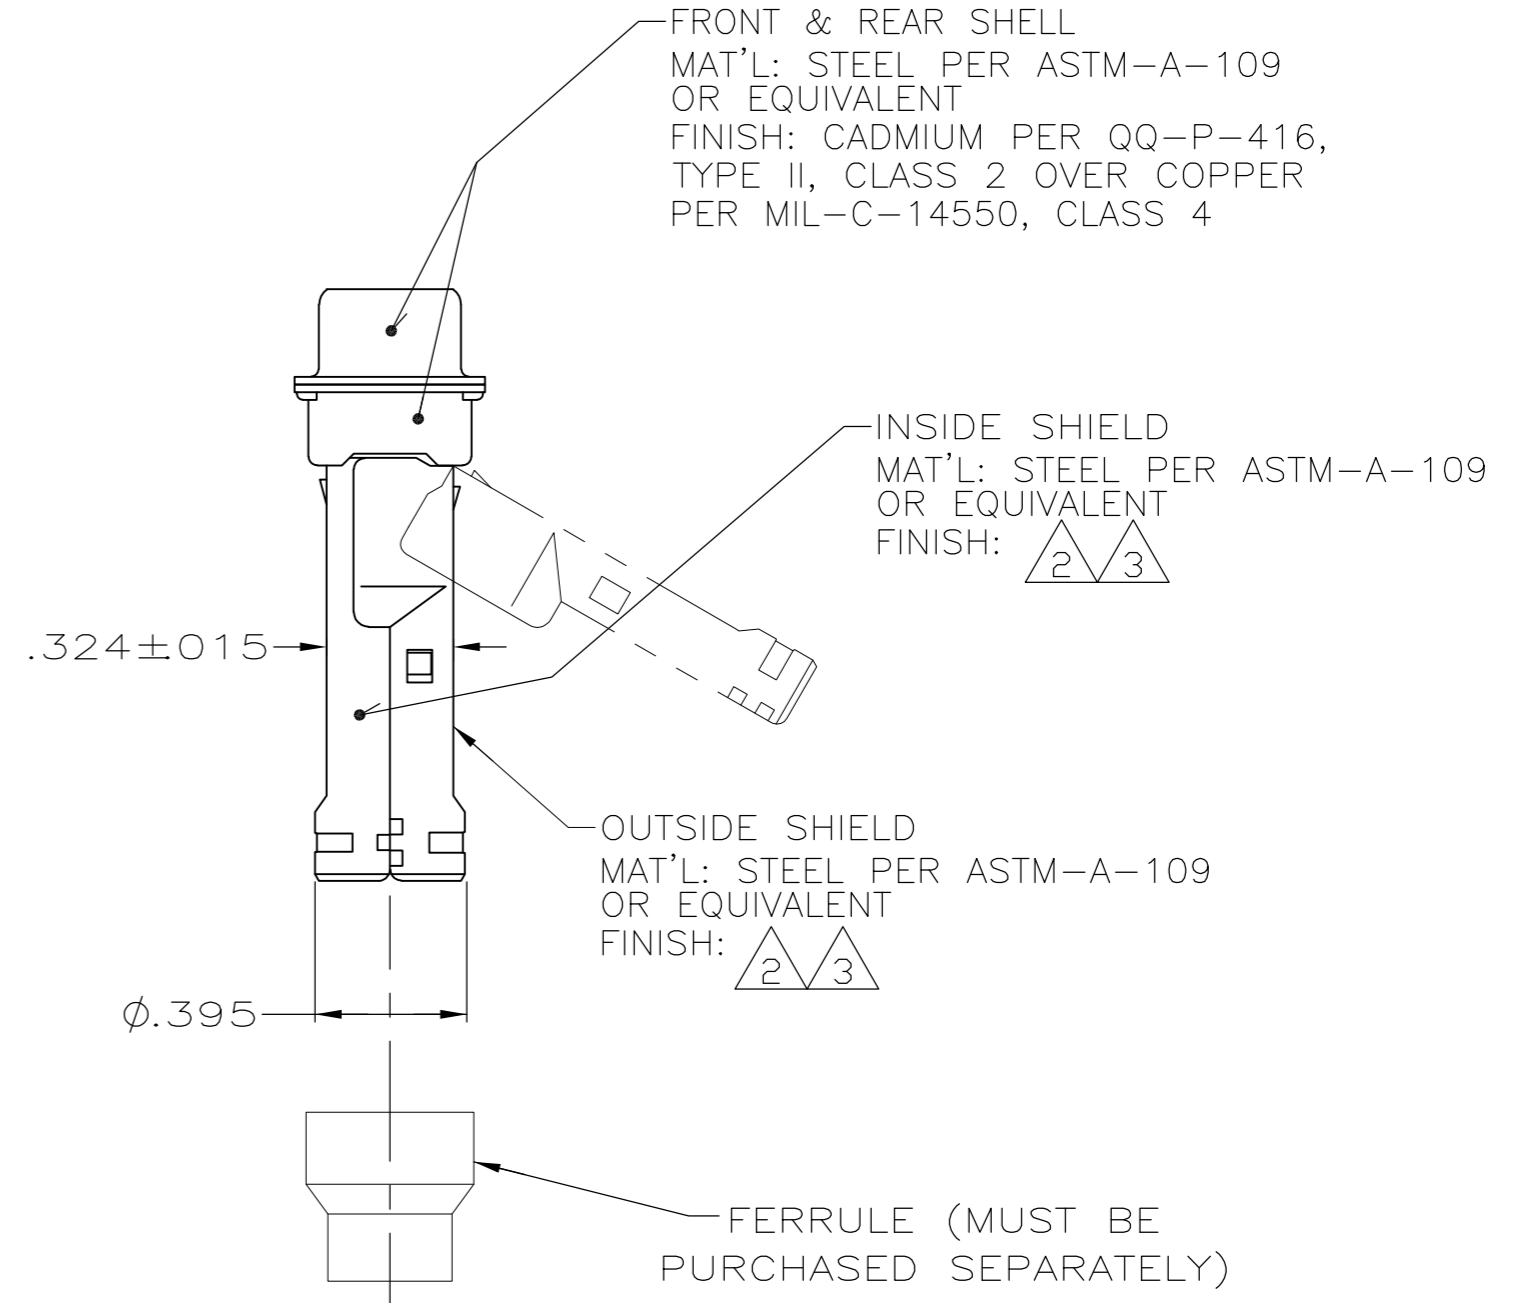 FRONT & REAR SHELL
MAT'L: STEEL PER ASTM-A-109
OR EQUIVALENT
FINISH: CADMIUM PER QQ-P-416,
TYPE II, CLASS 2 OVER COPPER
PER MIL-C-14550, CLASS 4
INSIDE SHIELD
MAT'L: STEEL PER ASTM-A-109
OR EQUIVALENT
FINISH: 2 3
.324±015
OUTSIDE SHIELD
MAT'L: STEEL PER ASTM-A-109
OR EQUIVALENT
FINISH: 2 3
Ø.395
FERRULE (MUST BE
PURCHASED SEPARATELY)